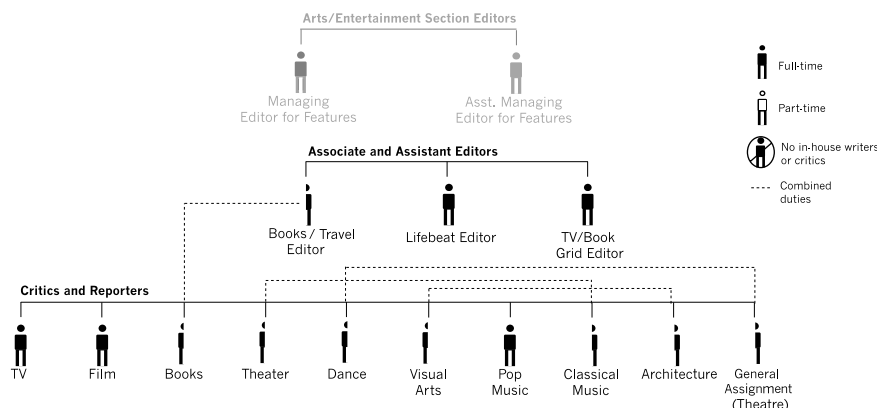 Arts/Entertainment Section Editors
Managing
Editor for Features
Asst. Managing
Editor for Features
Full-time
Part-time
No in-house writers
or critics
Combined
duties
Associate and Assistant Editors
Books / Travel
Editor
Lifebeat Editor
TV/Book
Grid Editor
Critics and Reporters
TV
Film
Books
Theater
Dance
Visual
Arts
Pop
Music
Classical
Music
Architecture
General
Assignment
(Theatre)